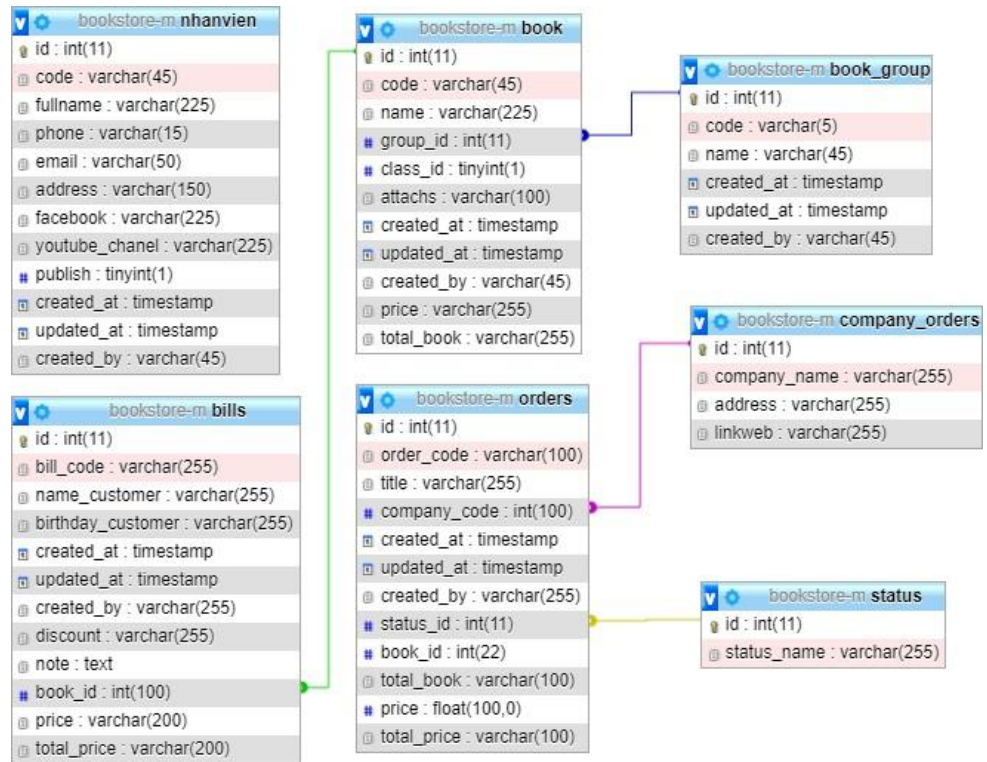 bookstore-m nhanvien
id : int(11)
code : varchar(45)
fullname : varchar(225)
phone : varchar(15)
email : varchar(50)
address : varchar(150)
facebook : varchar(225)
youtube_chanel : varchar(225)
publish : tinyint(1)
created_at : timestamp
updated_at : timestamp
created_by : varchar(45)
bookstore-m book
id : int(11)
code : varchar(45)
name : varchar(225)
group_id : int(11)
class_id : tinyint(1)
attachs : varchar(100)
created_at : timestamp
updated_at : timestamp
created_by : varchar(45)
price : varchar(255)
total_book : varchar(255)
bookstore-m book_group
id : int(11)
code : varchar(5)
name : varchar(45)
created_at : timestamp
updated_at : timestamp
created_by : varchar(45)
bookstore-m company_orders
id : int(11)
company_name : varchar(255)
address : varchar(255)
linkweb : varchar(255)
bookstore-m bills
id : int(11)
bill_code : varchar(255)
name_customer : varchar(255)
birthday_customer : varchar(255)
created_at : timestamp
updated_at : timestamp
created_by : varchar(255)
discount : varchar(255)
note : text
book_id : int(100)
price : varchar(200)
total_price : varchar(200)
bookstore-m orders
id : int(11)
order_code : varchar(100)
title : varchar(255)
company_code : int(100)
created_at : timestamp
updated_at : timestamp
created_by : varchar(255)
status_id : int(11)
book_id : int(22)
total_book : varchar(100)
price : float(100,0)
total_price : varchar(100)
bookstore-m status
id : int(11)
status_name : varchar(255)